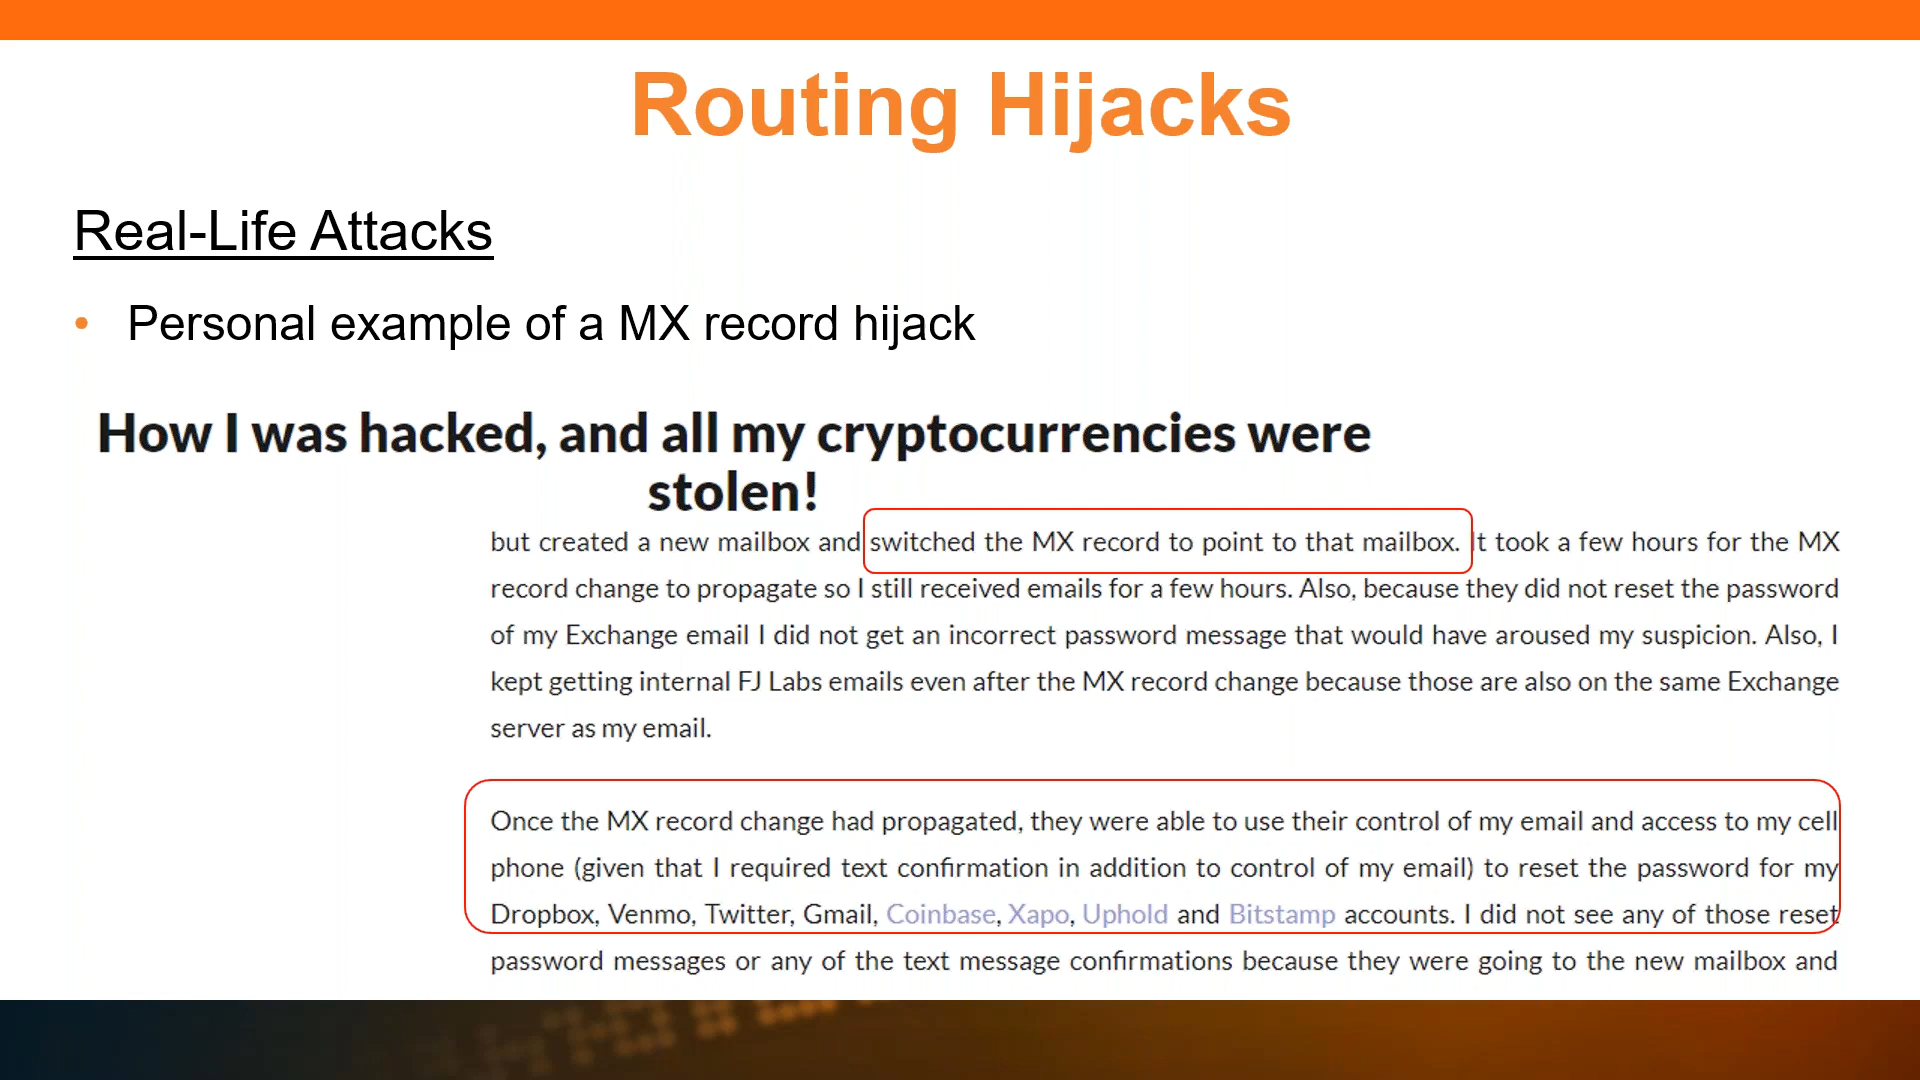 Routing Hijacks
Real-Life Attacks
• Personal example of a MX record hijack
How I was hacked, and all my cryptocurrencies were
stolen!
but created a new mailbox and switched the MX record to point to that mailbox. It took a few hours for the MX
record change to propagate so I still received emails for a few hours. Also, because they did not reset the password
of my Exchange email I did not get an incorrect password message that would have aroused my suspicion. Also, I
kept getting internal FJ Labs emails even after the MX record change because those are also on the same Exchange
server as my email.
Once the MX record change had propagated, they were able to use their control of my email and access to my cell
phone (given that I required text confirmation in addition to control of my email) to reset the password for my
Dropbox, Venmo, Twitter, Gmail, Coinbase, Xapo, Uphold and Bitstamp accounts. I did not see any of those reset
password messages or any of the text message confirmations because they were going to the new mailbox and